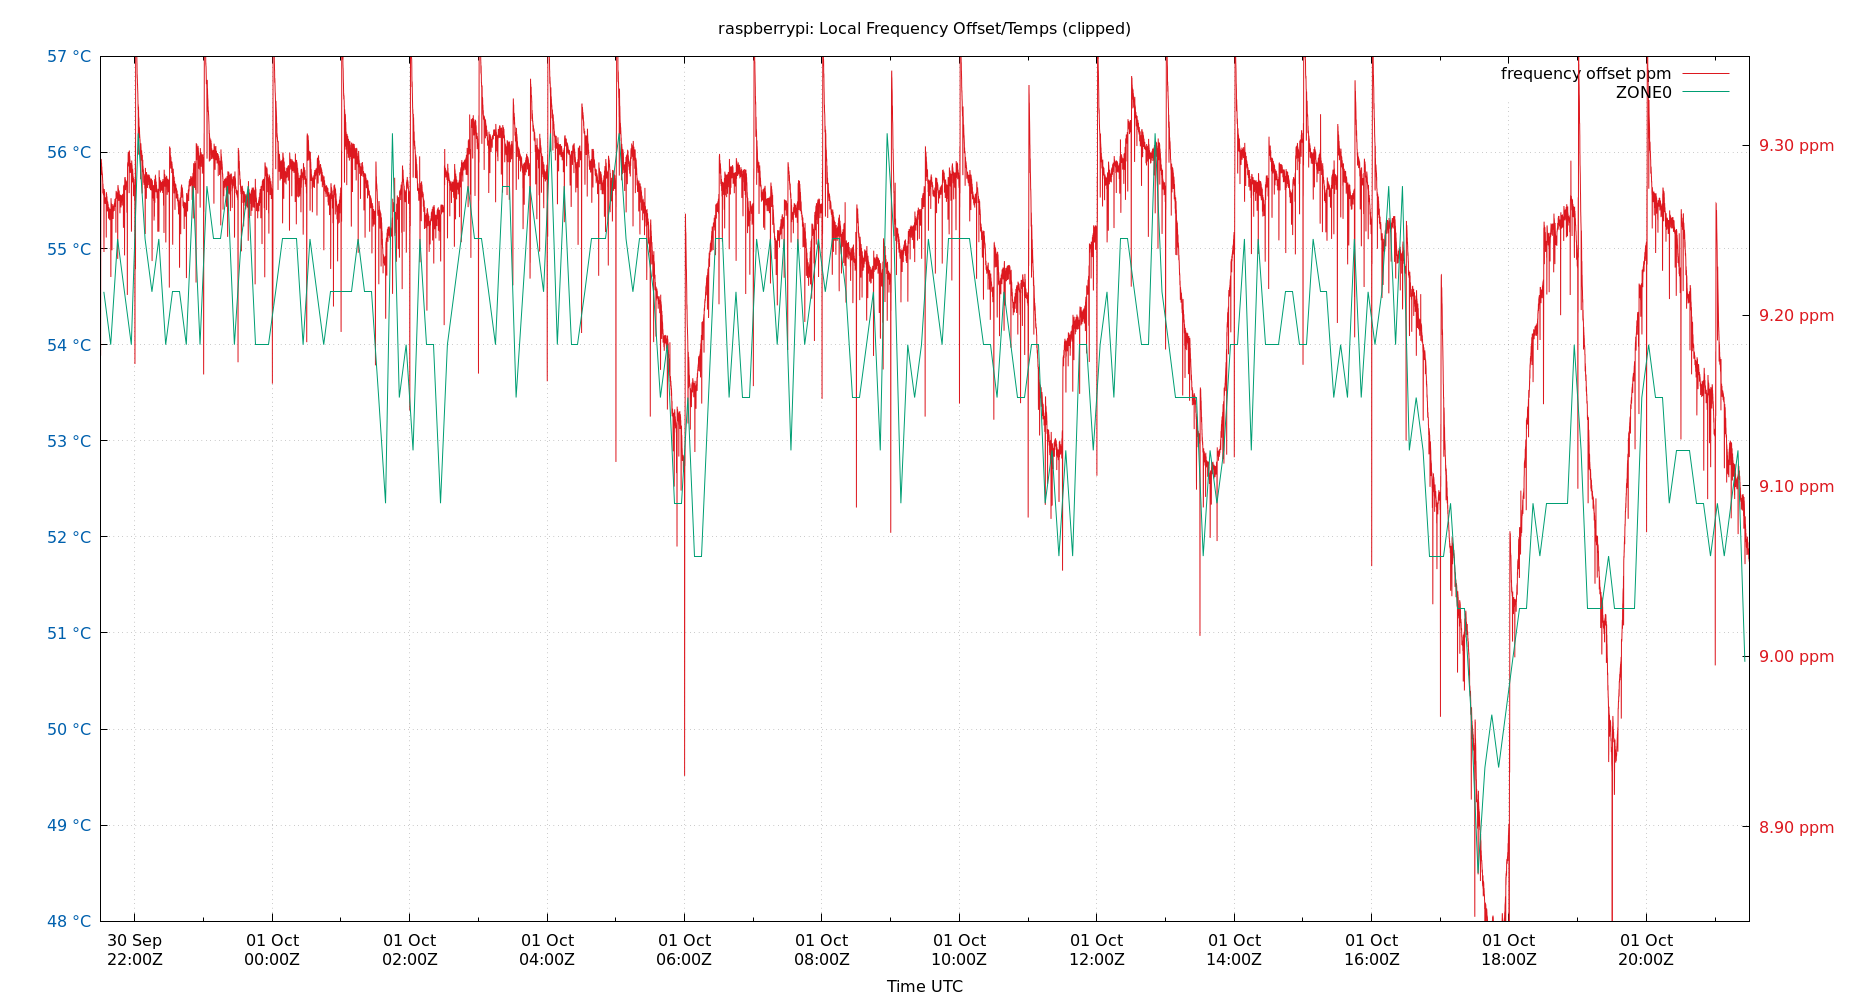 raspberrypi: Local Frequency Offset/Temps (clipped)
57 °C
56 °C
55 °C
54 °C
53 °C
52 °C
51 °C
50 °C
49 °C
48 °C
frequency offset ppm
ZONE0
9.30 ppm
9.20 ppm
9.10 ppm
9.00 ppm
8.90 ppm
30 Sep 01 Oct 01 Oct 01 Oct 01 Oct 01 Oct 01 Oct 01 Oct 01 Oct 01 Oct 01 Oct 01 Oct
22:00Z 00:00Z 02:00Z 04:00Z 06:00Z 08:00Z 10:00Z 12:00Z 14:00Z 16:00Z 18:00Z 20:00Z
Time UTC